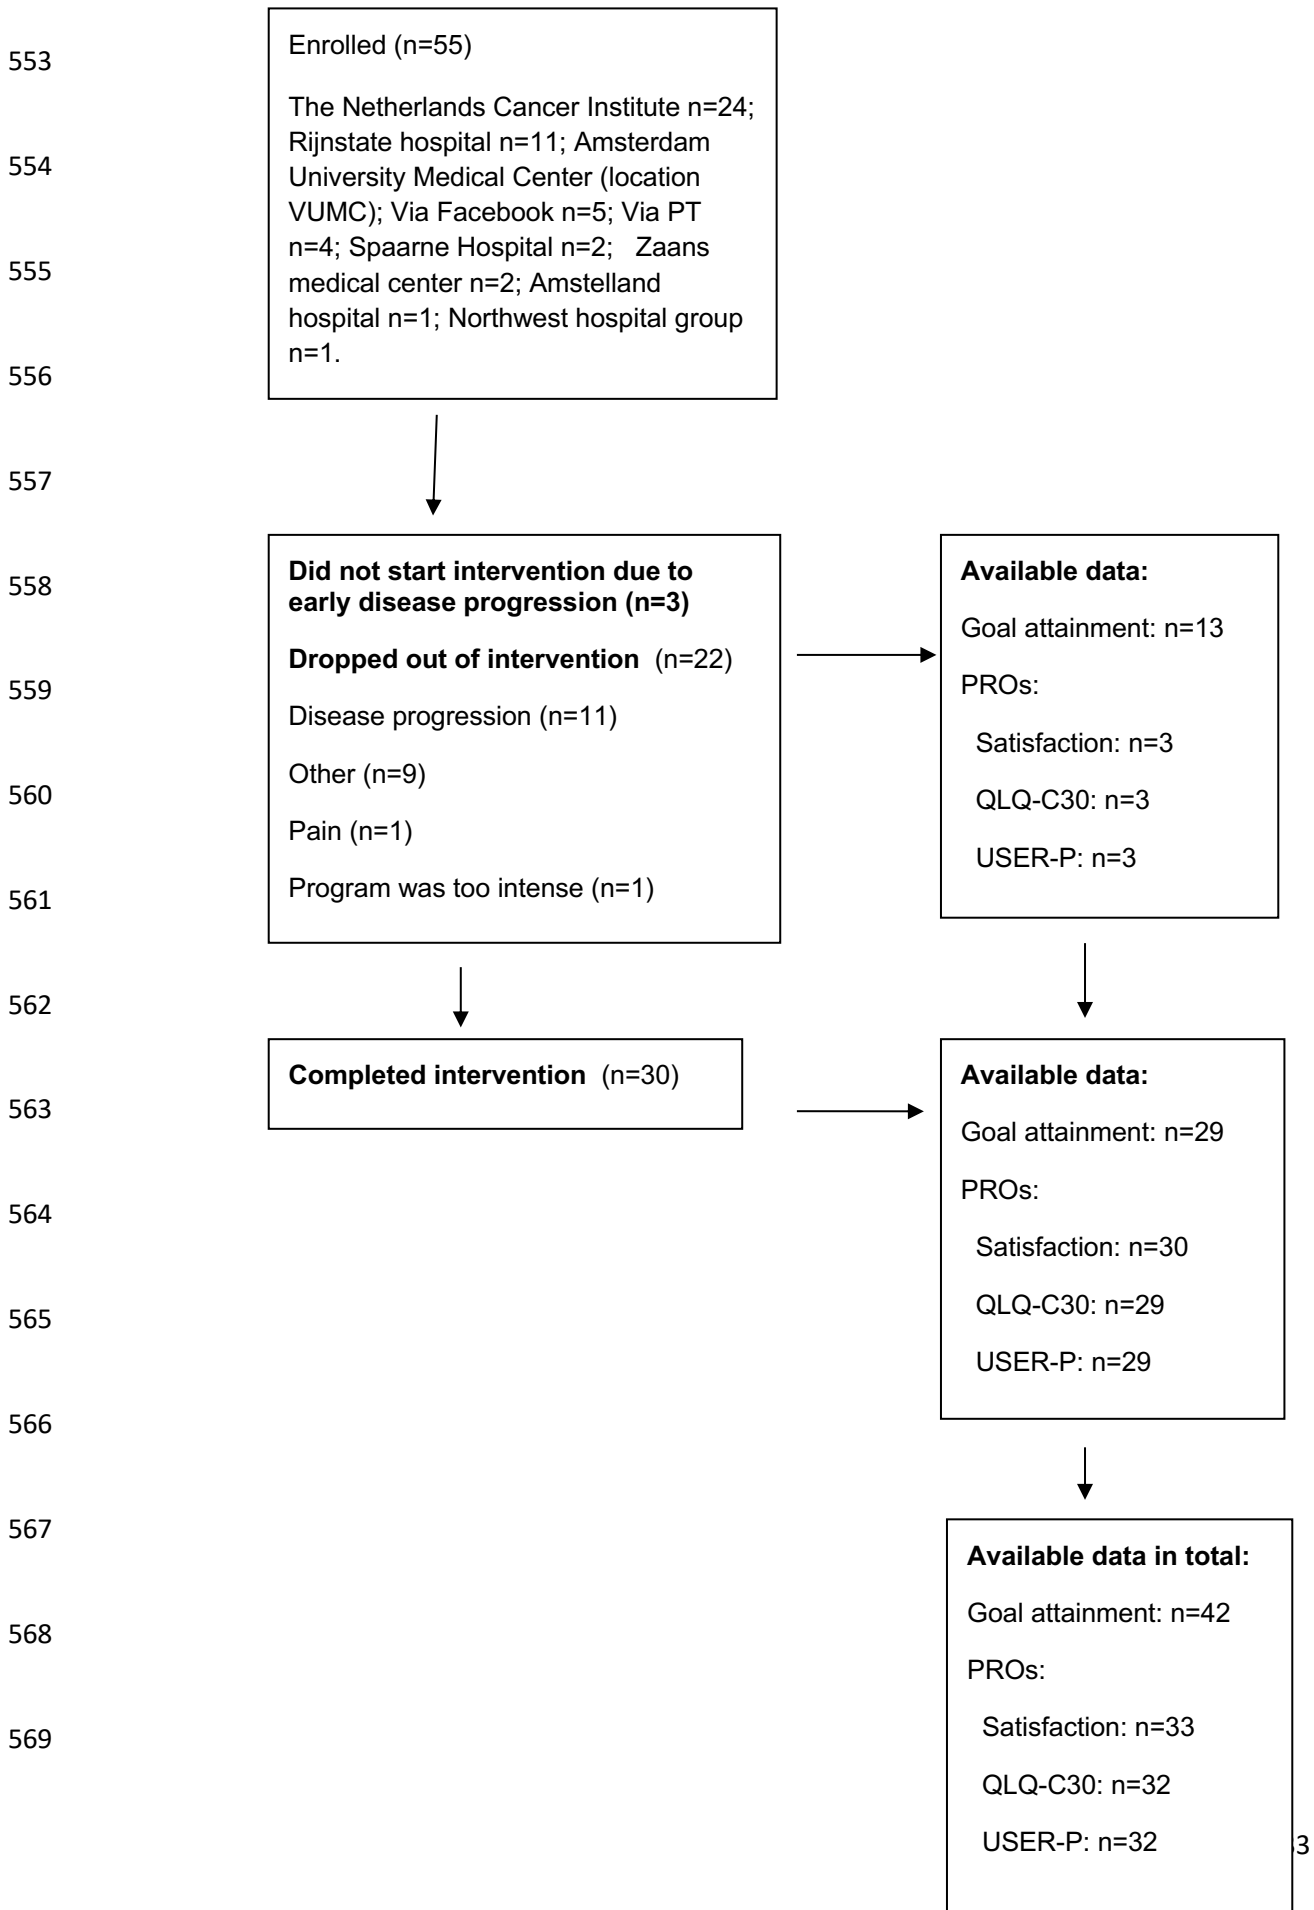 553
554
555
556
557
558
559
560
561
562
563
564
565
566
567
568
569
Enrolled (n=55)
The Netherlands Cancer Institute n=24;
Rijnstate hospital n=11; Amsterdam
University Medical Center (location
VUMC); Via Facebook n=5; Via PT
n=4; Spaarne Hospital n=2; Zaans
medical center n=2; Amstelland
hospital n=1; Northwest hospital group
n=1.
Did not start intervention due to
early disease progression (n=3)
Dropped out of intervention (n=22)
Disease progression (n=11)
Other (n=9)
Pain (n=1)
Program was too intense (n=1)
Available data:
Goal attainment: n=13
PROs:
Satisfaction: n=3
QLQ-C30: n=3
USER-P: n=3
Completed intervention (n=30)
Available data:
Goal attainment: n=29
PROs:
Satisfaction: n=30
QLQ-C30: n=29
USER-P: n=29
Available data in total:
Goal attainment: n=42
PROs:
Satisfaction: n=33
QLQ-C30: n=32
USER-P: n=32